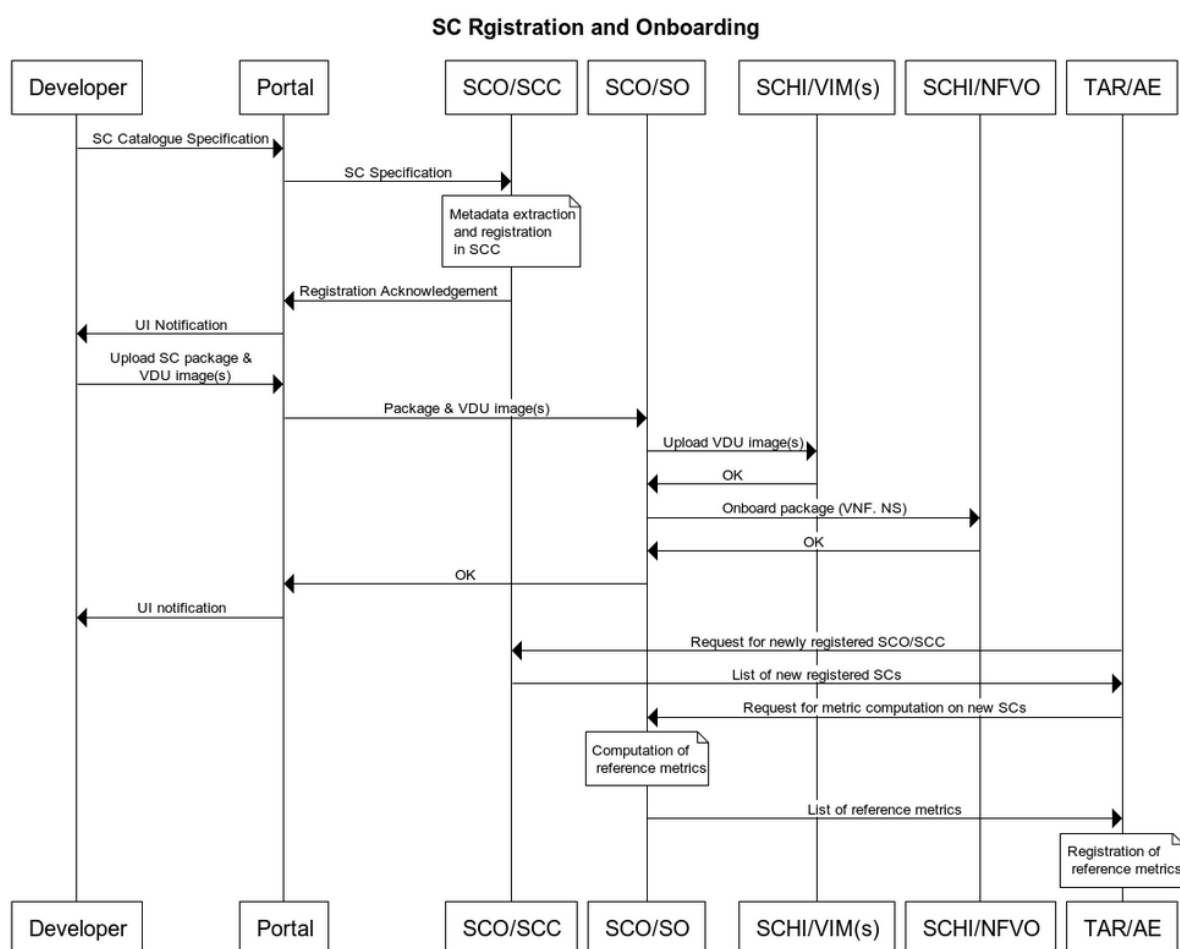 SC Rgistration and Onboarding
Developer
Portal
SCO/SCC
SCO/SO
SCHI/VIM(s)
SCHI/NFVO
TAR/AE
SC Catalogue Specification
SC Specification
Metadata extraction
and registration
in SCC
Registration Acknowledgement
UI Notification
Upload SC package &
VDU image(s)
Package & VDU image(s)
Upload VDU image(s)
OK
Onboard package (VNF. NS)
OK
OK
UI notification
Request for newly registered SCO/SCC
List of new registered SCs
Request for metric computation on new SCs
Computation of
reference metrics
List of reference metrics
Registration of
reference metrics
Developer
Portal
SCO/SCC
SCO/SO
SCHI/VIM(s)
SCHI/NFVO
TAR/AE